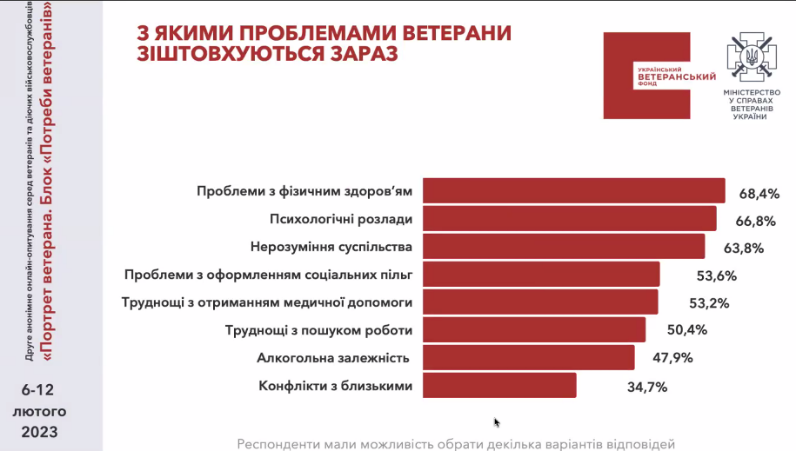 З ЯКИМИ ПРОБЛЕМАМИ ВЕТЕРАНИ
ЗІШТОВХУЮТЬСЯ ЗАРАЗ
УКРАЇНСЬКИЙ
ВЕТЕРАНСЬКИЙ
ФОНД
МІНІСТЕРСТВО
У СПРАВАХ
ВЕТЕРАНІВ
УКРАЇНИ
Друге анонімне онлайн-опитування серед ветеранів та діючих військовослужбовців
«Портрет ветерана. Блок «Потреби ветеранів»
6-12
лютого
2023
Проблеми з фізичним здоров'ям 68,4%
Психологічні розлади 66,8%
Нерозуміння суспільства 63,8%
Проблеми з оформленням соціальних пільг 53,6%
Труднощі з отриманням медичної допомоги 53,2%
Труднощі з пошуком роботи 50,4%
Алкогольна залежність 47,9%
Конфлікти з близькими 34,7%
Респонденти мали можливість обрати декілька варіантів відповідей